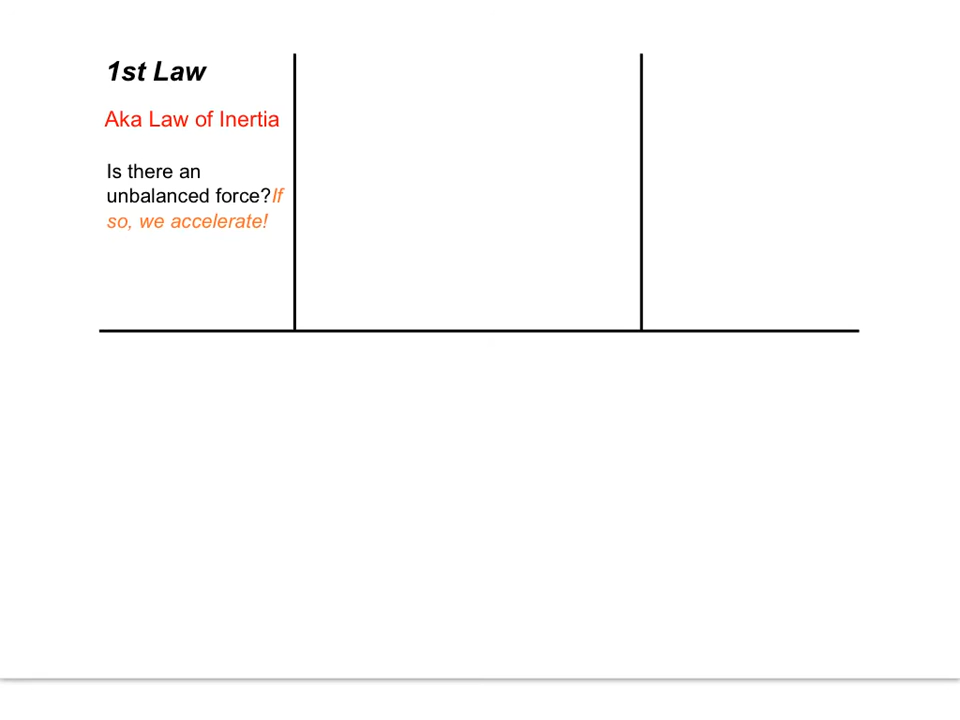 1st Law
Aka Law of Inertia
Is there an
unbalanced force?If
so, we accelerate!